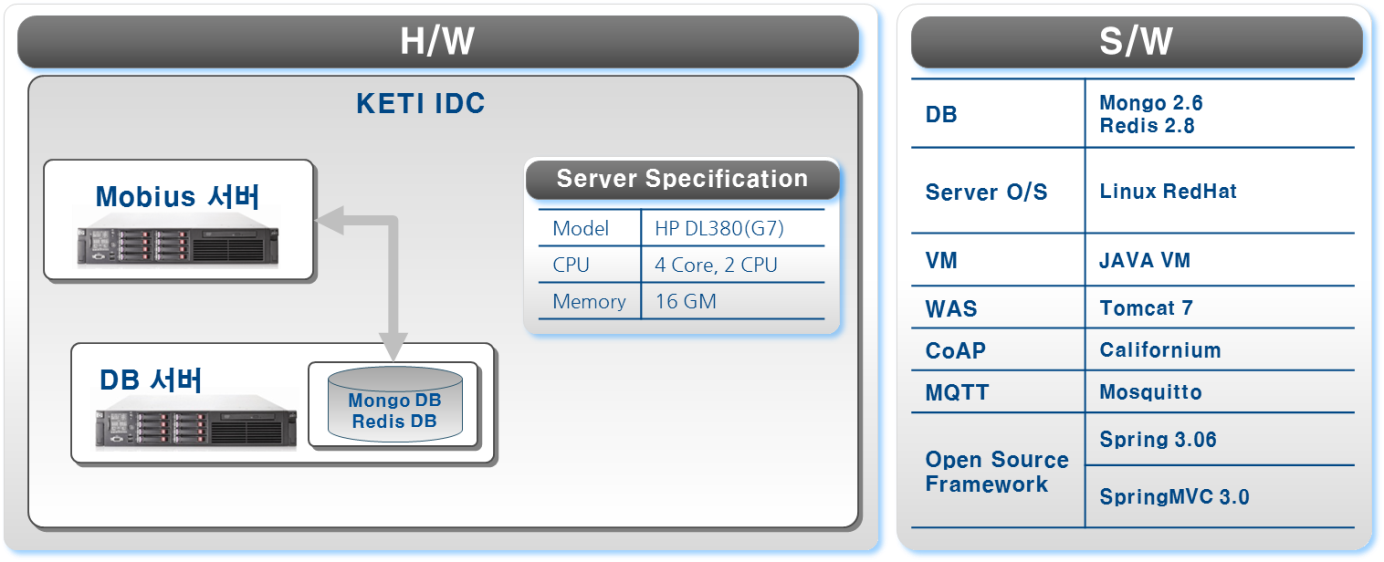 H/W
KETI IDC
Mobius 서버
Server Specification
Model HP DL380(G7)
CPU 4 Core, 2 CPU
Memory 16 GM
DB 서버
Mongo DB
Redis DB
S/W
DB
Mongo 2.6
Redis 2.8
Server O/S Linux RedHat
VM JAVA VM
WAS Tomcat 7
CoAP Californium
MQTT Mosquitto
Open Source
Framework
Spring 3.06
SpringMVC 3.0